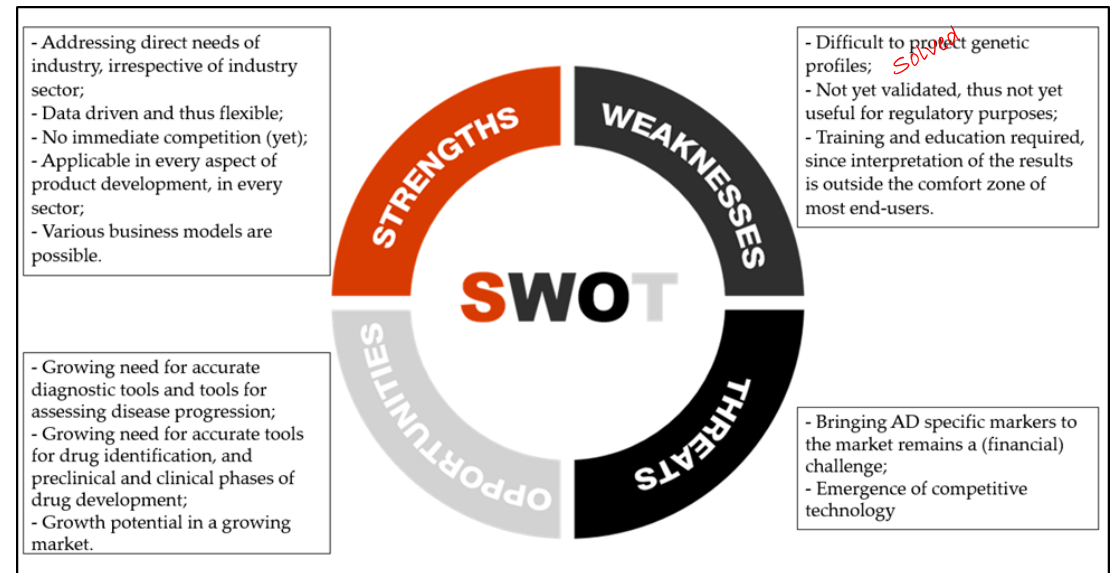 - Addressing direct needs of
industry, irrespective of industry
sector;
- Data driven and thus flexible;
- No immediate competition (yet);
- Applicable in every aspect of
product development, in every
sector;
- Various business models are
possible.
STRENGTHS
WEAKNESSES
- Difficult to protect genetic
profiles;
Solved
- Not yet validated, thus not yet
useful for regulatory purposes;
- Training and education required,
since interpretation of the results
is outside the comfort zone of
most end-users.
SWOT
- Growing need for accurate
diagnostic tools and tools for
assessing disease progression;
- Growing need for accurate tools
for drug identification, and
preclinical and clinical phases of
drug development;
- Growth potential in a growing
market.
OPPORTUNITIES
THREATS
- Bringing AD specific markers to
the market remains a (financial)
challenge;
- Emergence of competitive
technology